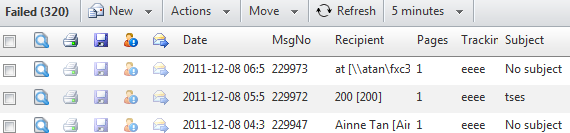 Failed (320) New Actions Move Refresh 5 minutes
Date MsgNo Recipient Pages Trackin Subject
2011-12-08 06:5 229973 at [\\atan\fxc3 1 eeee No subject
2011-12-08 05:5 229972 200 [200] 1 eeee tses
2011-12-08 04:3 229947 Ainne Tan [Ain 1 eeee No subject